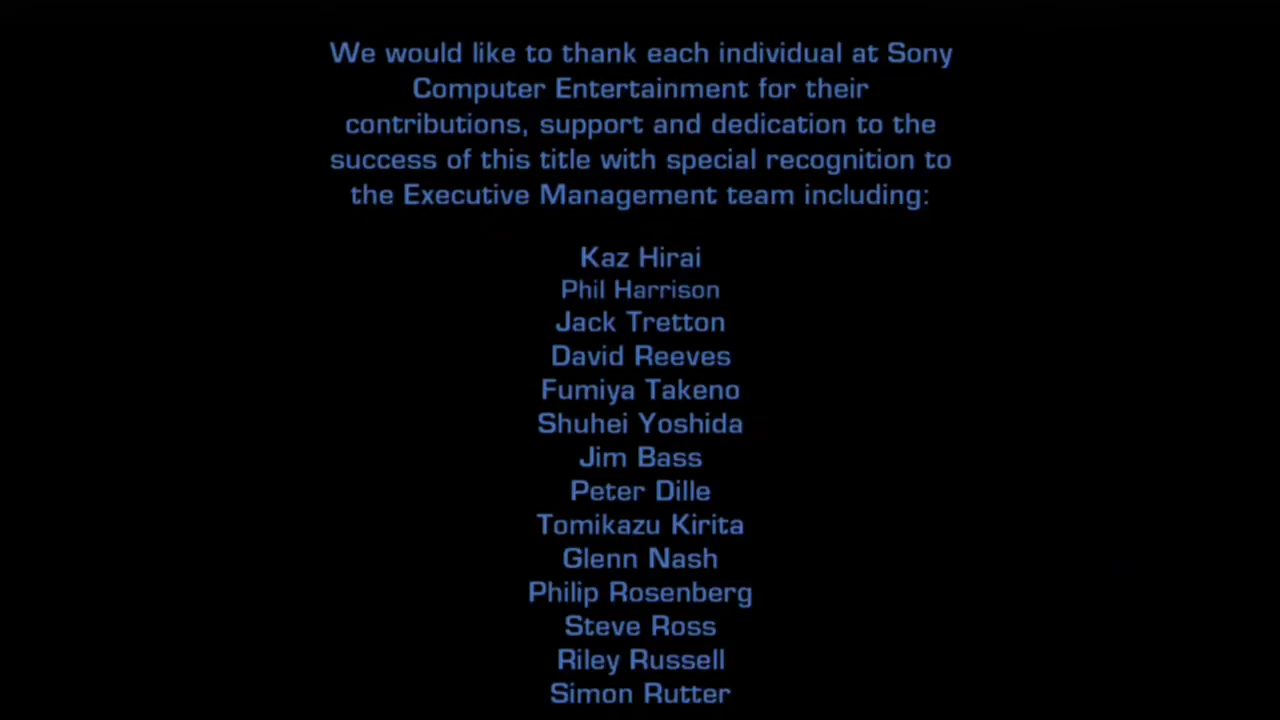 We would like to thank each individual at Sony
Computer Entertainment for their
contributions, support and dedication to the
success of this title with special recognition to
the Executive Management team including:
Kaz Hirai
Phil Harrison
Jack Tretton
David Reeves
Fumiya Takeno
Shuhei Yoshida
Jim Bass
Peter Dille
Tomikazu Kirita
Glenn Nash
Philip Rosenberg
Steve Ross
Riley Russell
Simon Rutter